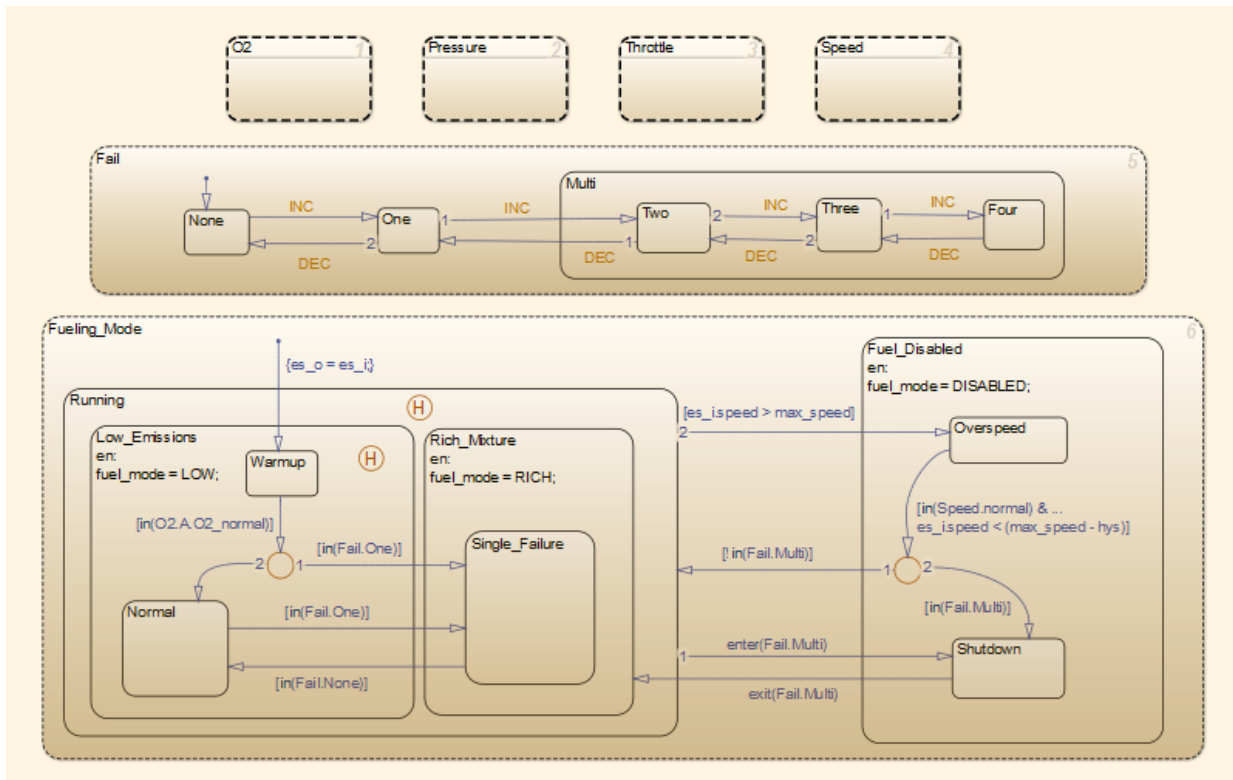 O2
1
Pressure
2
Throttle
3
Speed
4
Fail
5
None
INC
DEC
One
1
2
INC
DEC
Multi
Two
2
1
INC
DEC
Three
1
2
INC
DEC
Four
Fueling_Mode
6
{es_o = es_i;}
Running
H
Low_Emissions
en:
fuel_mode = LOW;
Warmup
H
[in(O2.A.O2_normal)]
2
1
[in(Fail.One)]
Normal
[in(Fail.One)]
[in(Fail.None)]
Rich_Mixture
en:
fuel_mode = RICH;
Single_Failure
2
[es_i.speed > max_speed]
[! in(Fail.Multi)]
1
enter(Fail.Multi)
exit(Fail.Multi)
Fuel_Disabled
en:
fuel_mode = DISABLED;
Overspeed
[in(Speed.normal) & ...
es_i.speed < (max_speed - hys)]
1
2
[in(Fail.Multi)]
Shutdown